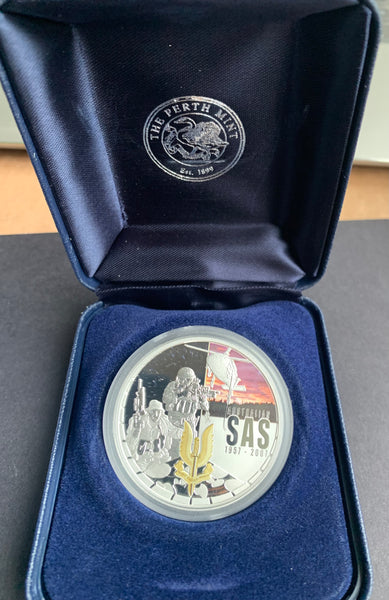 THE PERTH MINT
Est. 1899
AUSTRALIAN
SAS
1957 - 2007